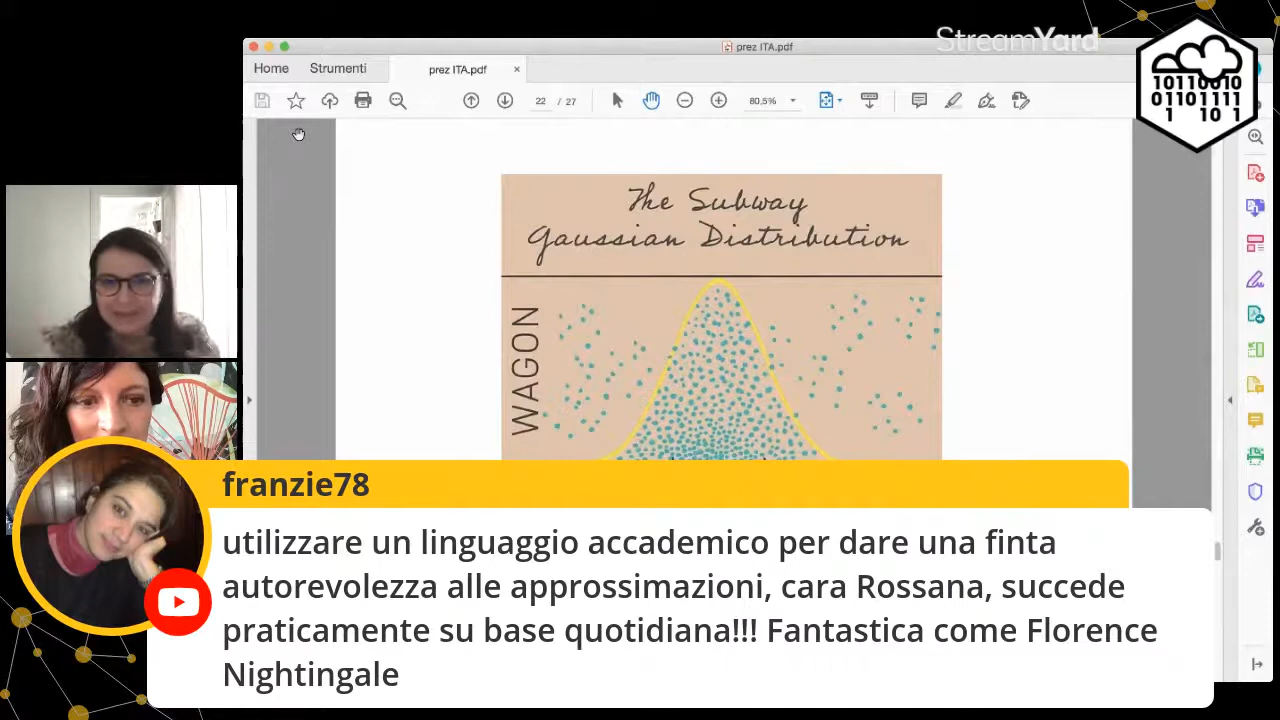 StreamYard
prez ITA.pdf
Home Strumenti prez ITA.pdf ×
22 / 27 80,5%
10110010
01101111
1 10 1
The Subway
Gaussian Distribution
WAGON
franzie78
utilizzare un linguaggio accademico per dare una finta
autorevolezza alle approssimazioni, cara Rossana, succede
praticamente su base quotidiana!!! Fantastica come Florence
Nightingale